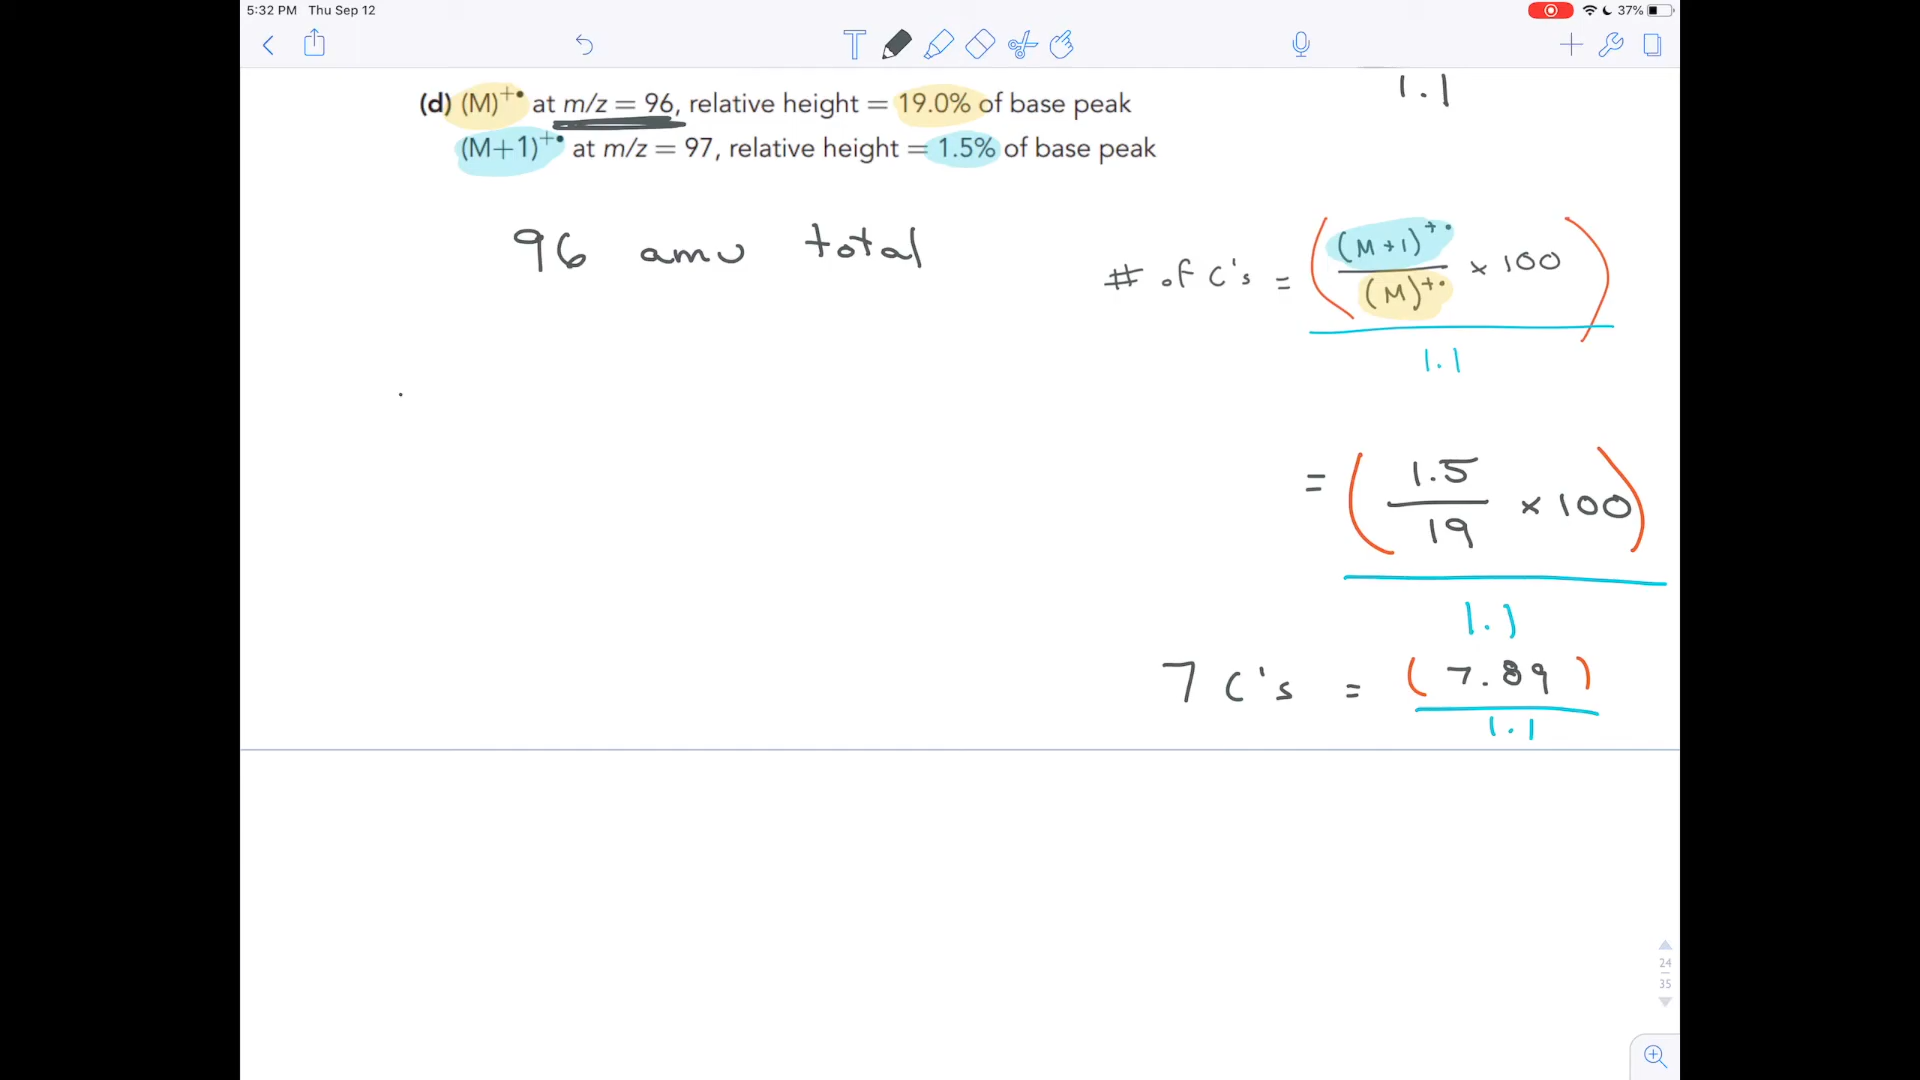 5:32 PM Thu Sep 12
37%
T
1.1
(d) (M)+• at m/z = 96, relative height = 19.0% of base peak
(M+1)+• at m/z = 97, relative height = 1.5% of base peak
96 amu total
# of C's = ( (M+1)+• / (M)+• × 100 )
1.1
= ( 1.5 / 19 × 100 )
1.1
7 C's = ( 7.89 )
1.1
24
35